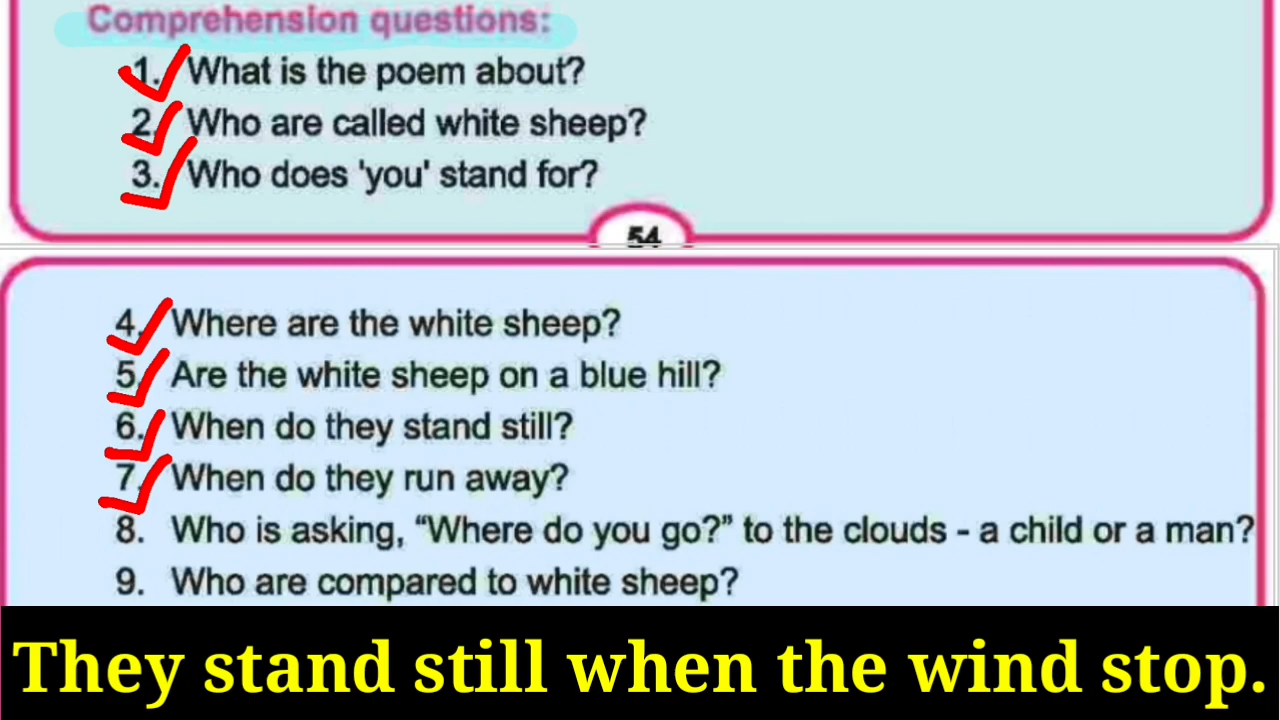 Comprehension questions:
1. What is the poem about?
2. Who are called white sheep?
3. Who does 'you' stand for?
54
4. Where are the white sheep?
5. Are the white sheep on a blue hill?
6. When do they stand still?
7. When do they run away?
8. Who is asking, “Where do you go?” to the clouds - a child or a man?
9. Who are compared to white sheep?
They stand still when the wind stop.